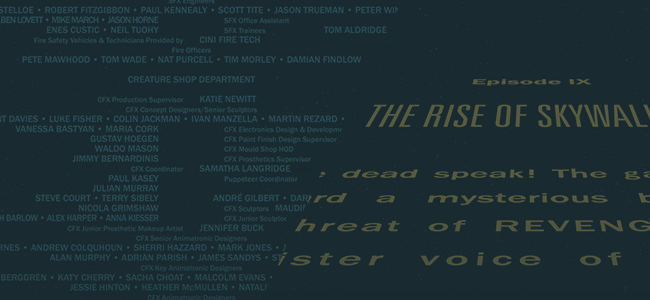 SFX Engineers
STELLOE • ROBERT FITZGIBBON • PAUL KENNEALY • SCOTT TITE • JASON TRUEMAN • PETER WI
BEN LOVETT • MIKE MARCH • JASON HORNE
SFX Office Assistant
ENES CUSTIC • NEIL TUOHY
SFX Trainees
TOM ALDRIDGE
Fire Safety Vehicles & Technicians Provided by CINI FIRE TECH
Fire Officers
PETE MAWHOOD • TOM WADE • NAT PURCELL • TIM MORLEY • DAMIAN FINDLOW
CREATURE SHOP DEPARTMENT
CFX Production Supervisor KATIE NEWITT
CFX Concept Designers/Senior Sculptors
RT DAVIES • LUKE FISHER • COLIN JACKMAN • IVAN MANZELLA • MARTIN REZARD •
VANESSA BASTYAN • MARIA CORK
CFX Electronics Design & Developm
GUSTAV HOEGEN
CFX Paint Finish Design Supervisor
WALDO MASON
CFX Mould Shop HOD
JIMMY BERNARDINIS
CFX Prosthetics Supervisor
CFX Coordinator SAMATHA LANGRIDGE
PAUL KASEY
Puppeteer Coordinator
JULIAN MURRAY
STEVE COURT • TERRY SIBELY
ANDRÉ GILBERT • DAR
NICOLA GRIMSHAW
CFX Sculptors MAUDIF
H BARLOW • ALEX HARPER • ANNA KIESSER
CFX Junior Sculptor
CFX Junior Prosthetic Makeup Artist JENNIFER BUCK
CFX Senior Animatronic Designers
RNES • ANDREW COLQUHOUN • SHERRI HAZZARD • MARK JONES • J
ALAN MURPHY • ADRIAN PARISH • JAMES SANDYS • ST
CFX Key Animatronic Designers
BERGGREN • KATY CHERRY • SACHA CHOAT • MALCOLM EVANS •
JESSIE HINTON • HEATHER McMULLEN • NATALI
CFX Animatronic Designers
Episode IX
THE RISE OF SKYWAL
dead speak! The ga
rd a mysterious b
hreat of REVENG
ister voice of